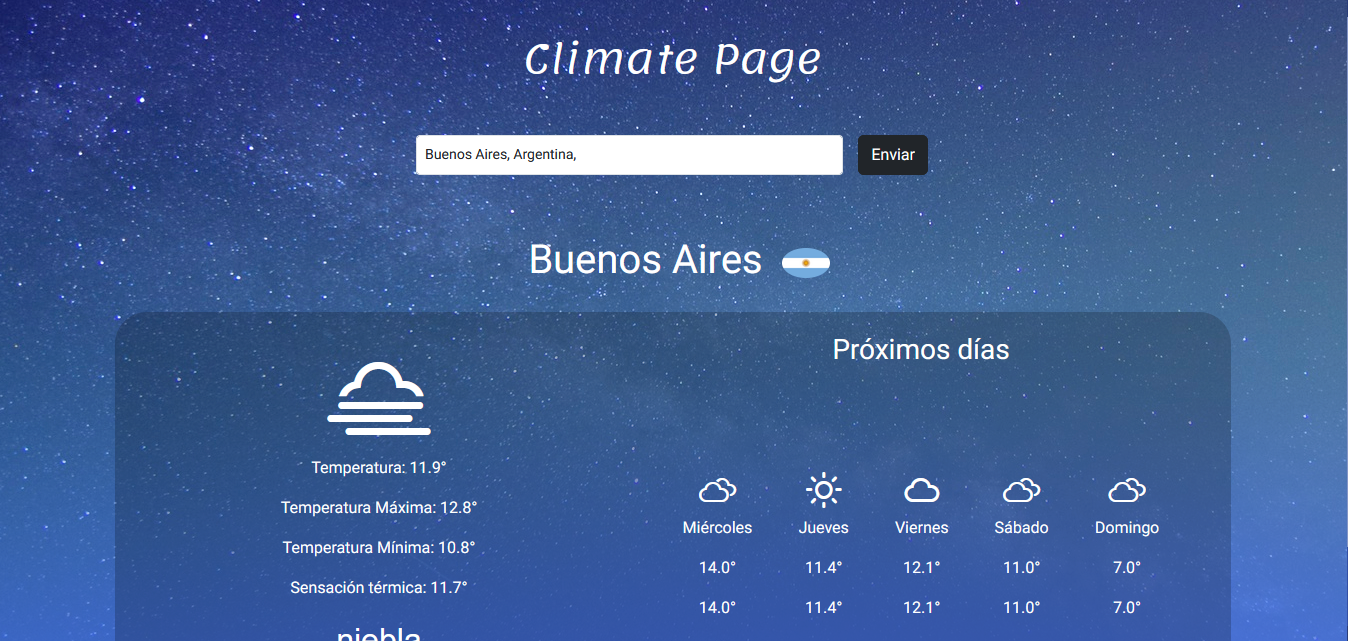 Climate Page
Buenos Aires, Argentina,
Enviar
Buenos Aires
Temperatura: 11.9°
Temperatura Máxima: 12.8°
Temperatura Mínima: 10.8°
Sensación térmica: 11.7°
niebla
Próximos días
Miércoles Jueves Viernes Sábado Domingo
14.0° 11.4° 12.1° 11.0° 7.0°
14.0° 11.4° 12.1° 11.0° 7.0°